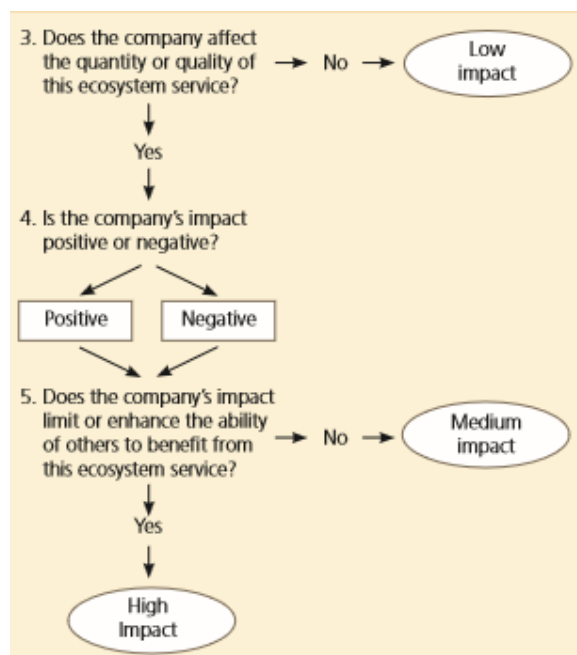 3. Does the company affect
the quantity or quality of
this ecosystem service?
No
Low
impact
Yes
4. Is the company's impact
positive or negative?
Positive
Negative
5. Does the company's impact
limit or enhance the ability
of others to benefit from
this ecosystem service?
No
Medium
impact
Yes
High
Impact